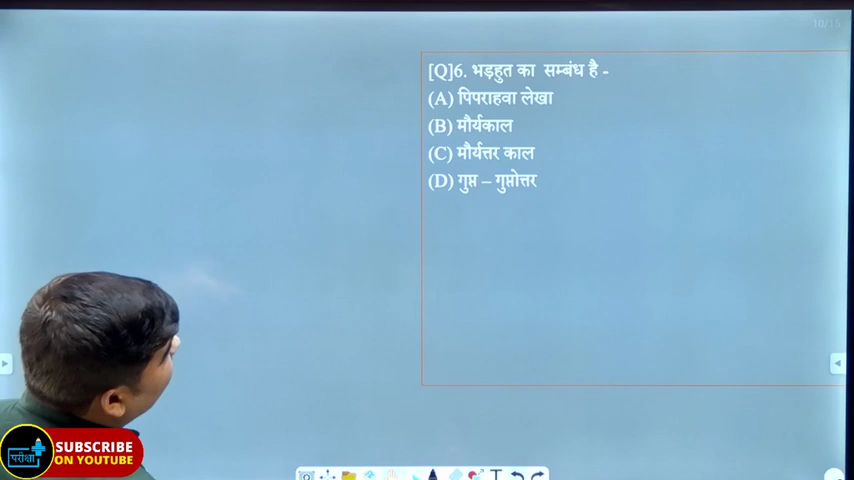 10/15
[Q]6. भड़हुत का सम्बंध है -
(A) पिपराहवा लेखा
(B) मौर्यकाल
(C) मौर्यत्तर काल
(D) गुप्त – गुप्तोत्तर
परीक्षा
SUBSCRIBE
ON YOUTUBE